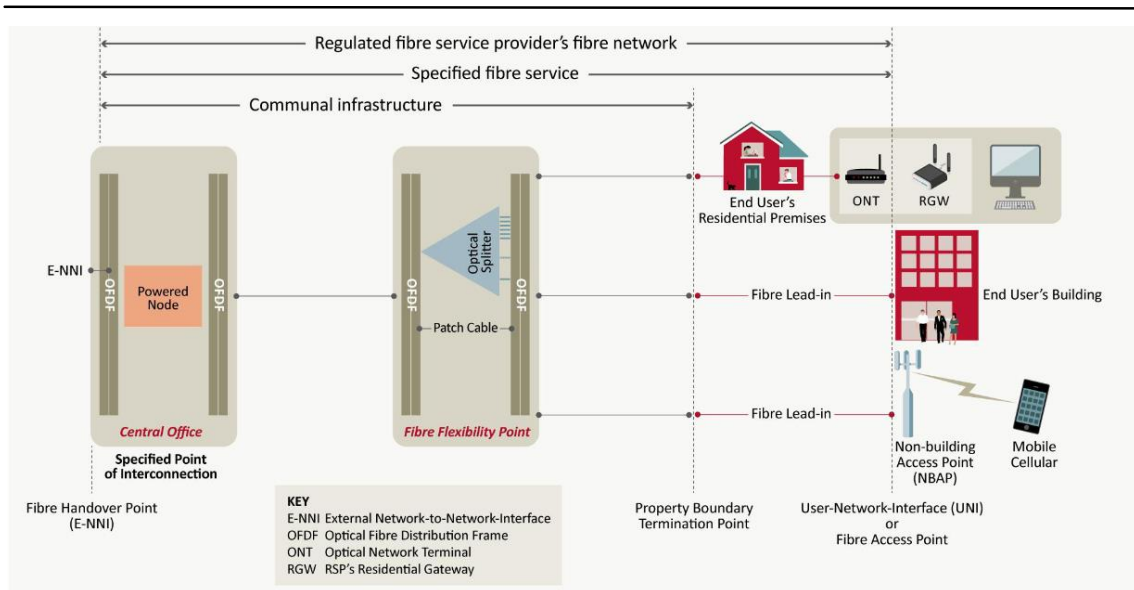 Regulated fibre service provider's fibre network
Specified fibre service
Communal infrastructure
End User's
Residential Premises
ONT
RGW
E-NNI
OFDF
Powered
Node
OFDF
OFDF
Optical
Splitter
OFDF
Patch Cable
Fibre Lead-in
End User's Building
Fibre Lead-in
Central Office
Fibre Flexibility Point
Specified Point
of Interconnection
Non-building
Access Point
(NBAP)
Mobile
Cellular
Fibre Handover Point
(E-NNI)
KEY
E-NNI External Network-to-Network-Interface
OFDF Optical Fibre Distribution Frame
ONT Optical Network Terminal
RGW RSP's Residential Gateway
Property Boundary
Termination Point
User-Network-Interface (UNI)
or
Fibre Access Point